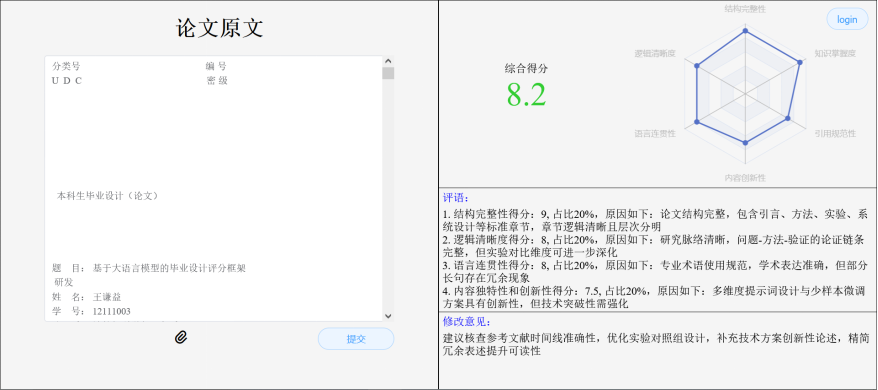 论文原文
分类号 编 号
U D C 密 级
本科生毕业设计（论文）
题 目： 基于大语言模型的毕业设计评分框架
研发
姓 名： 王谦益
学 号： 12111003
提交
login
综合得分
8.2
结构完整性
知识掌握度
引用规范性
内容创新性
语言连贯性
逻辑清晰度
评语：
1. 结构完整性得分：9, 占比20%，原因如下：论文结构完整，包含引言、方法、实验、系
统设计等标准章节，章节逻辑清晰且层次分明
2. 逻辑清晰度得分：8, 占比20%，原因如下：研究脉络清晰，问题-方法-验证的论证链条
完整，但实验对比维度可进一步深化
3. 语言连贯性得分：8, 占比20%，原因如下：专业术语使用规范，学术表达准确，但部分
长句存在冗余现象
4. 内容独特性和创新性得分：7.5, 占比20%，原因如下：多维度提示词设计与少样本微调
方案具有创新性，但技术突破性需强化
修改意见：
建议核查参考文献时间线准确性，优化实验对照组设计，补充技术方案创新性论述，精简
冗余表述提升可读性